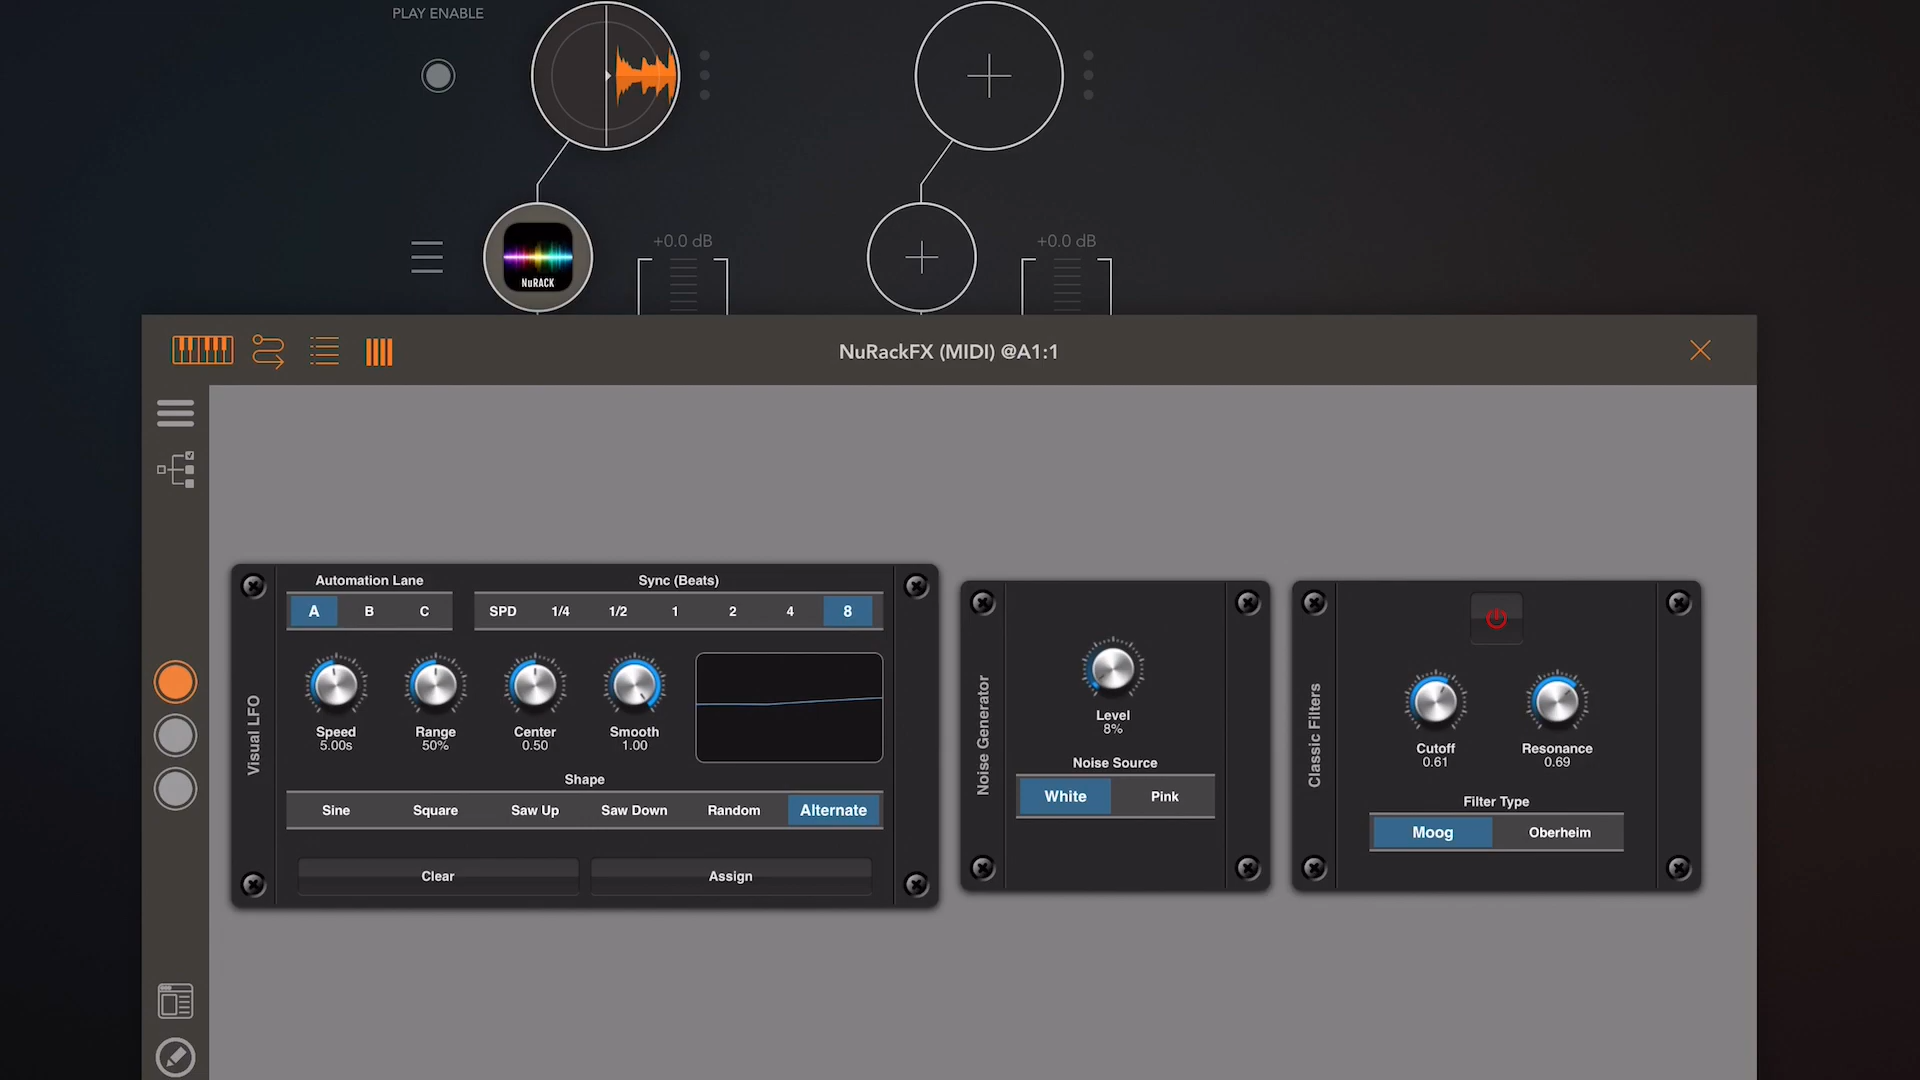 PLAY ENABLE
+0.0 dB
+0.0 dB
NuRACK
NuRackFX (MIDI) @A1:1
Visual LFO
Automation Lane
A B C
Sync (Beats)
SPD 1/4 1/2 1 2 4 8
Speed
5.00s
Range
50%
Center
0.50
Smooth
1.00
Shape
Sine Square Saw Up Saw Down Random Alternate
Clear Assign
Noise Generator
Level
8%
Noise Source
White Pink
Classic Filters
Cutoff
0.61
Resonance
0.69
Filter Type
Moog Oberheim